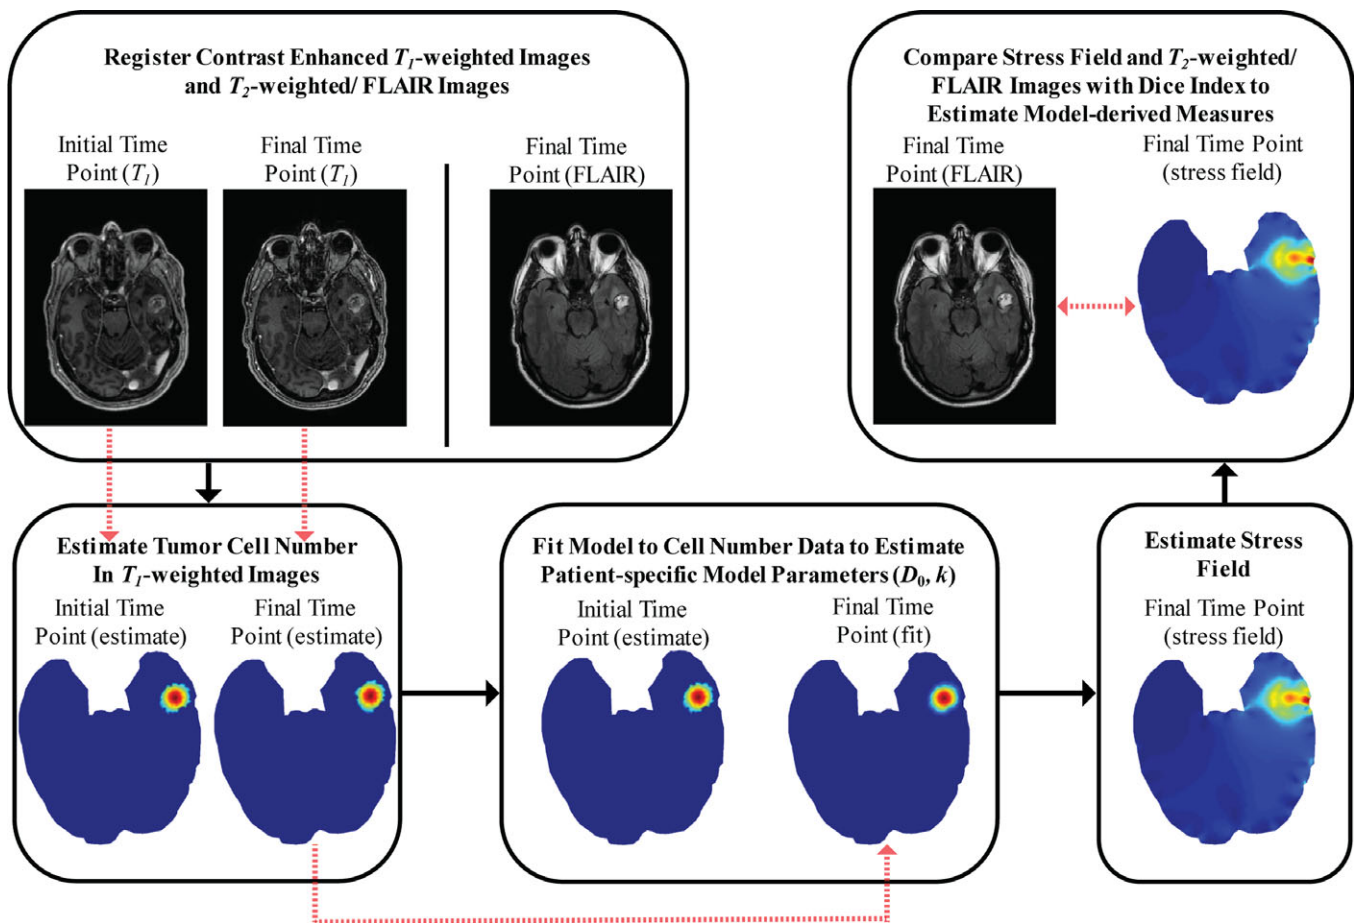 Register Contrast Enhanced T1-weighted Images
and T2-weighted/ FLAIR Images
Initial Time
Point (T1)
Final Time
Point (T1)
Final Time
Point (FLAIR)
Compare Stress Field and T2-weighted/
FLAIR Images with Dice Index to
Estimate Model-derived Measures
Final Time
Point (FLAIR)
Final Time Point
(stress field)
Estimate Tumor Cell Number
In T1-weighted Images
Initial Time
Point (estimate)
Final Time
Point (estimate)
Fit Model to Cell Number Data to Estimate
Patient-specific Model Parameters (D0, k)
Initial Time
Point (estimate)
Final Time
Point (fit)
Estimate Stress
Field
Final Time Point
(stress field)